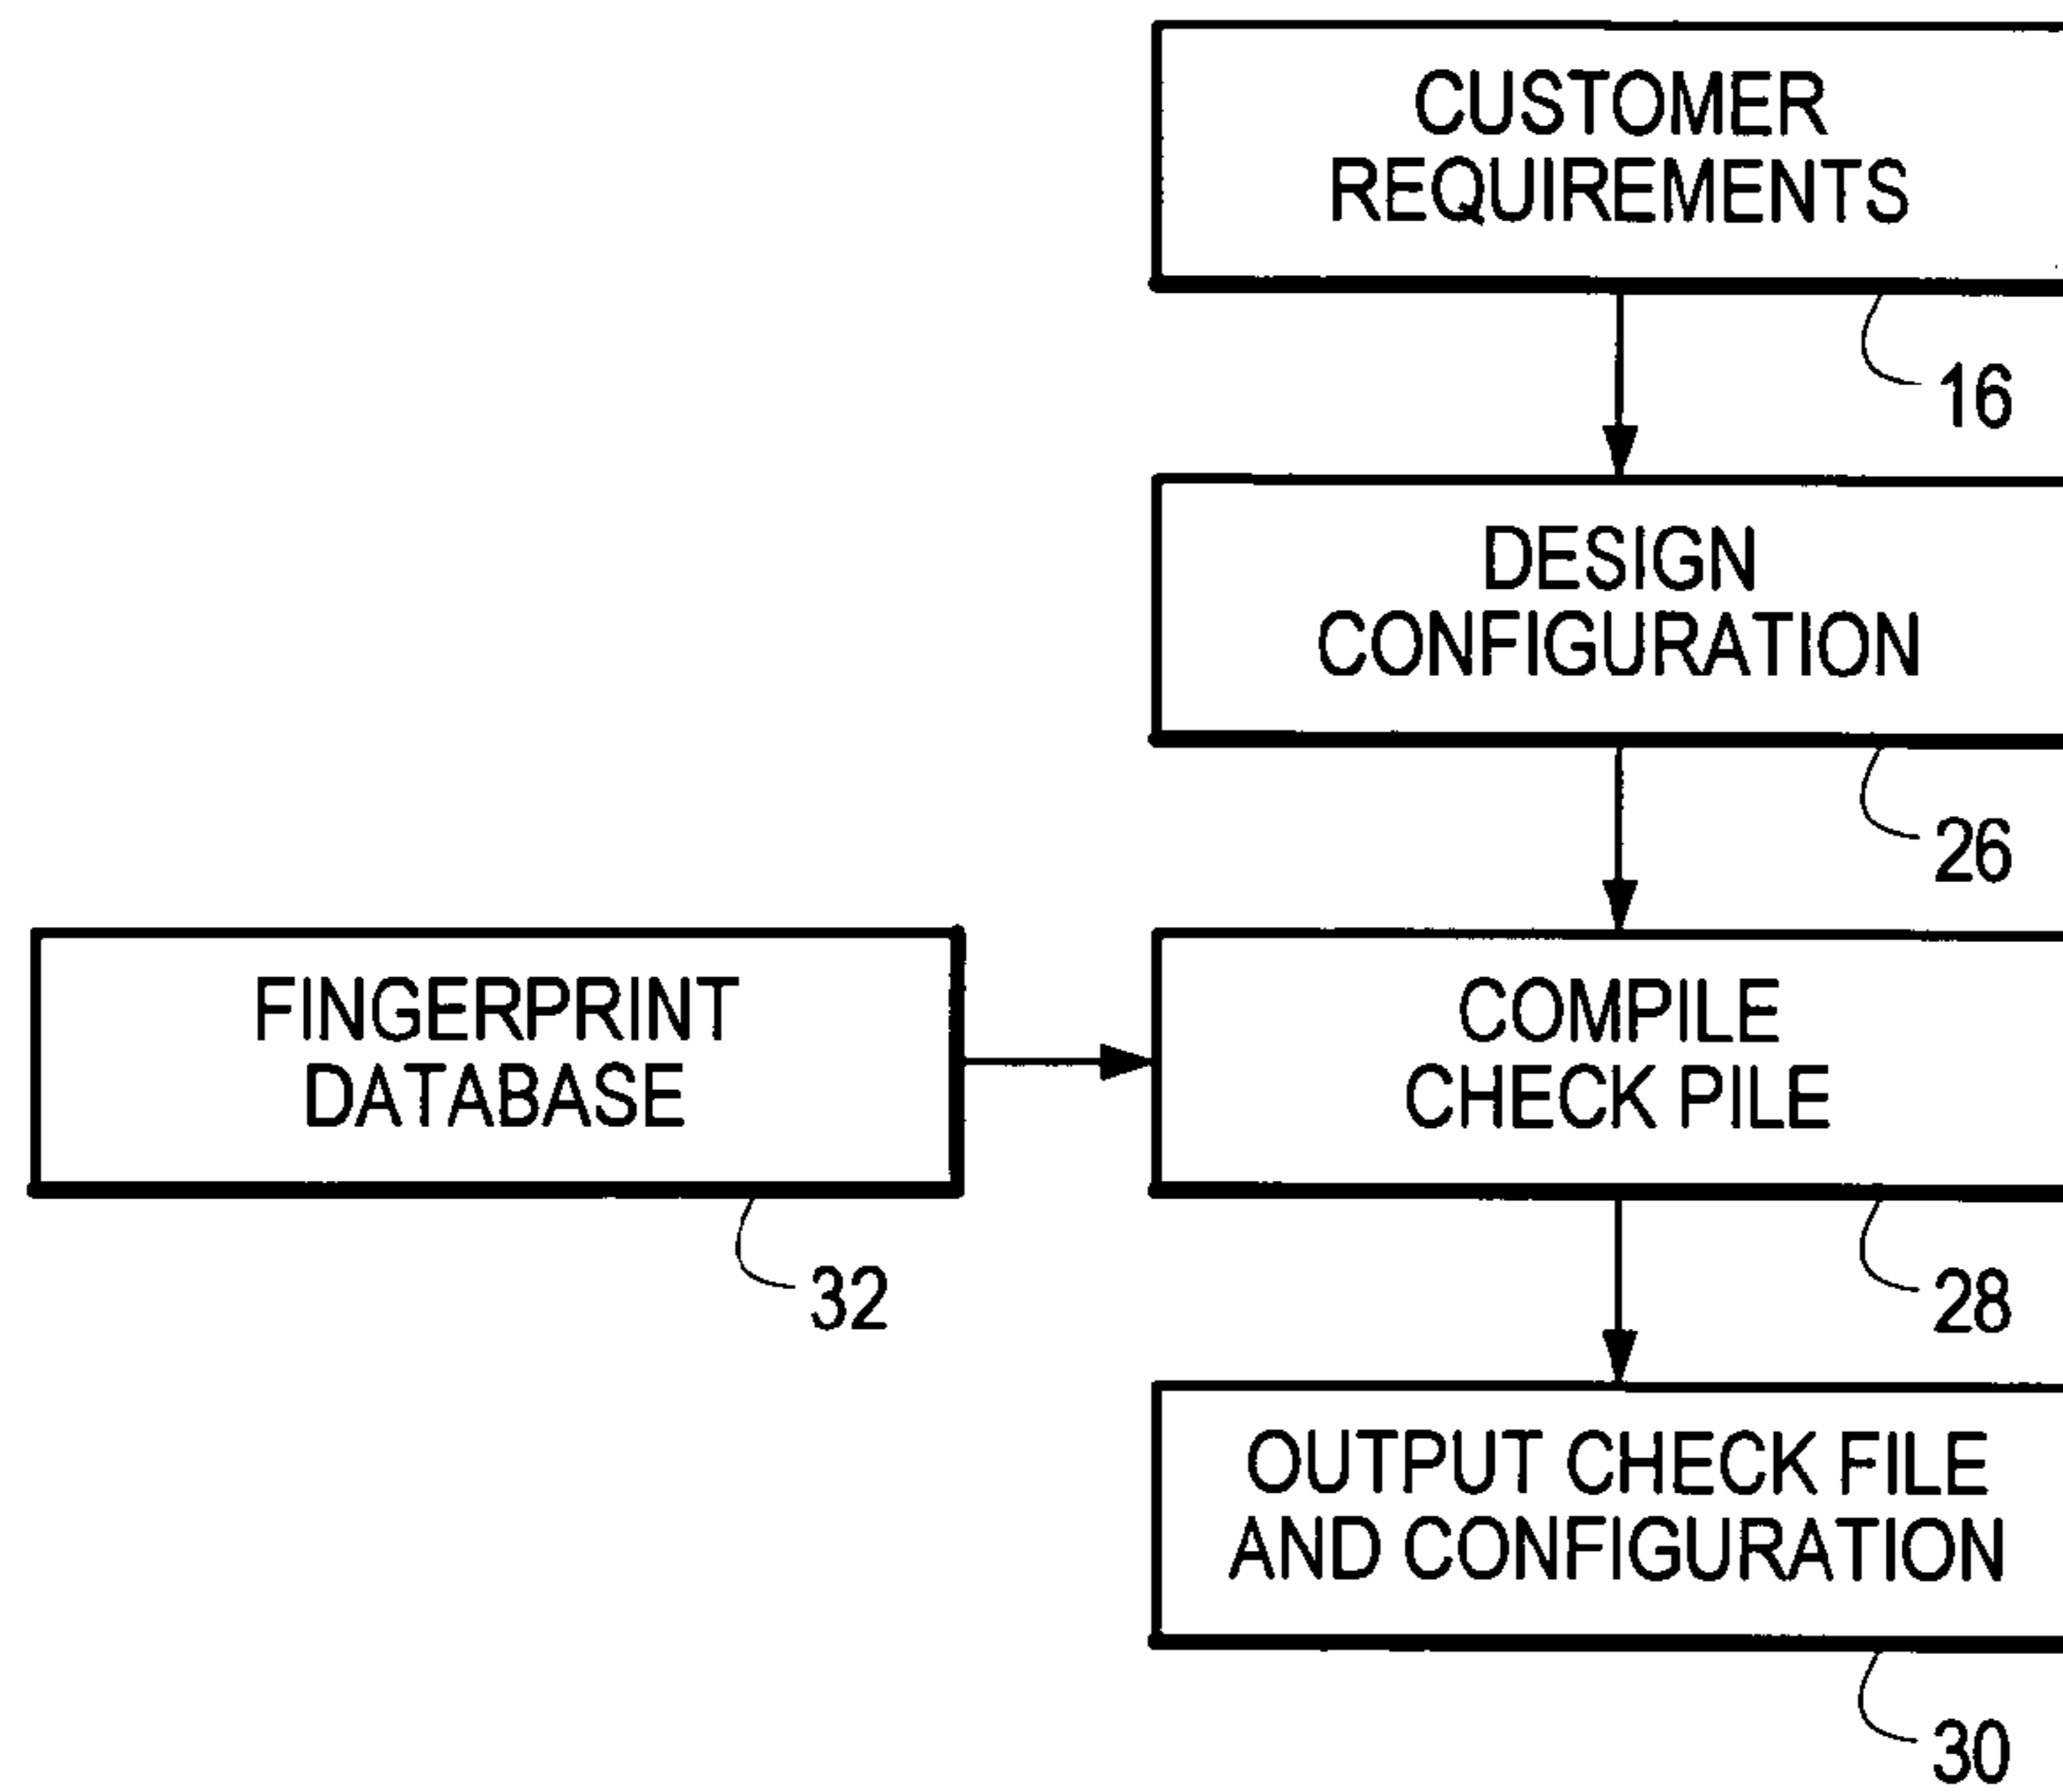 CUSTOMER
REQUIREMENTS
16
DESIGN
CONFIGURATION
26
FINGERPRINT
DATABASE
32
COMPILE
CHECK PILE
28
OUTPUT CHECK FILE
AND CONFIGURATION
30